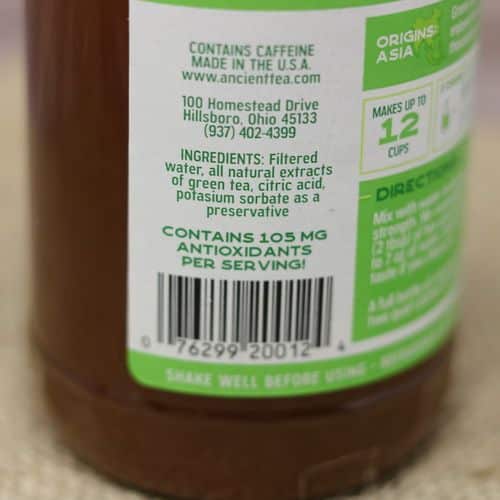 CONTAINS CAFFEINE
MADE IN THE U.S.A.
www.ancienttea.com
100 Homestead Drive
Hillsboro, Ohio 45133
(937) 402-4399
INGREDIENTS: Filtered
water, all natural extracts
of green tea, citric acid,
potasium sorbate as a
preservative
CONTAINS 105 MG
ANTIOXIDANTS
PER SERVING!
0 76299 20012 4
SHAKE WELL BEFORE USING -
ORIGINS:
ASIA
MAKES UP TO
12
CUPS
DIRECTIONS
Mix with